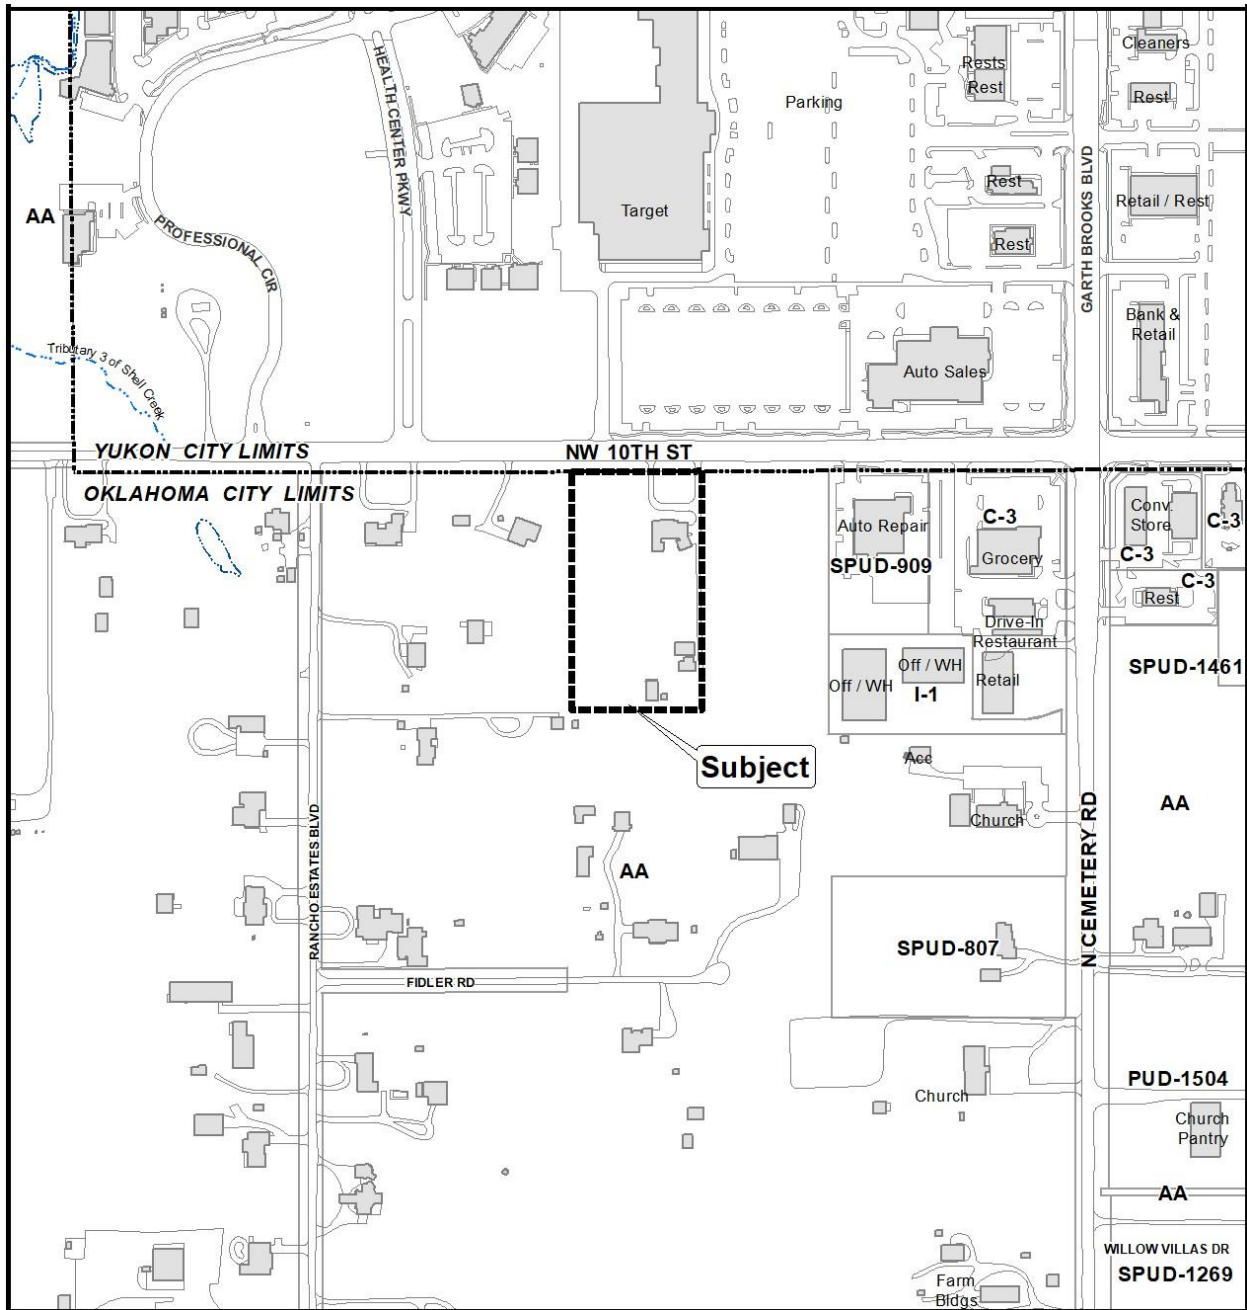 Cleaners
Rests
Rest
Rest
Parking
HEALTH CENTER PKWY
GARTH BROOKS BLVD
Rest
Retail / Rest
AA
Target
PROFESSIONAL CIR
Rest
Bank &
Retail
Tributary 3 of Shell Creek
Auto Sales
YUKON CITY LIMITS
NW 10TH ST
OKLAHOMA CITY LIMITS
Auto Repair
C-3
Conv.
Store
C-3
C-3
Grocery
SPUD-909
C-3
Rest
Drive-In
Restaurant
Off / WH
SPUD-1461
Off / WH
Retail
I-1
Subject
Acc
Church
N CEMETERY RD
AA
RANCHO ESTATES BLVD
AA
SPUD-807
FIDLER RD
PUD-1504
Church
Church
Pantry
AA
WILLOW VILLAS DR
SPUD-1269
Farm
Bldgs